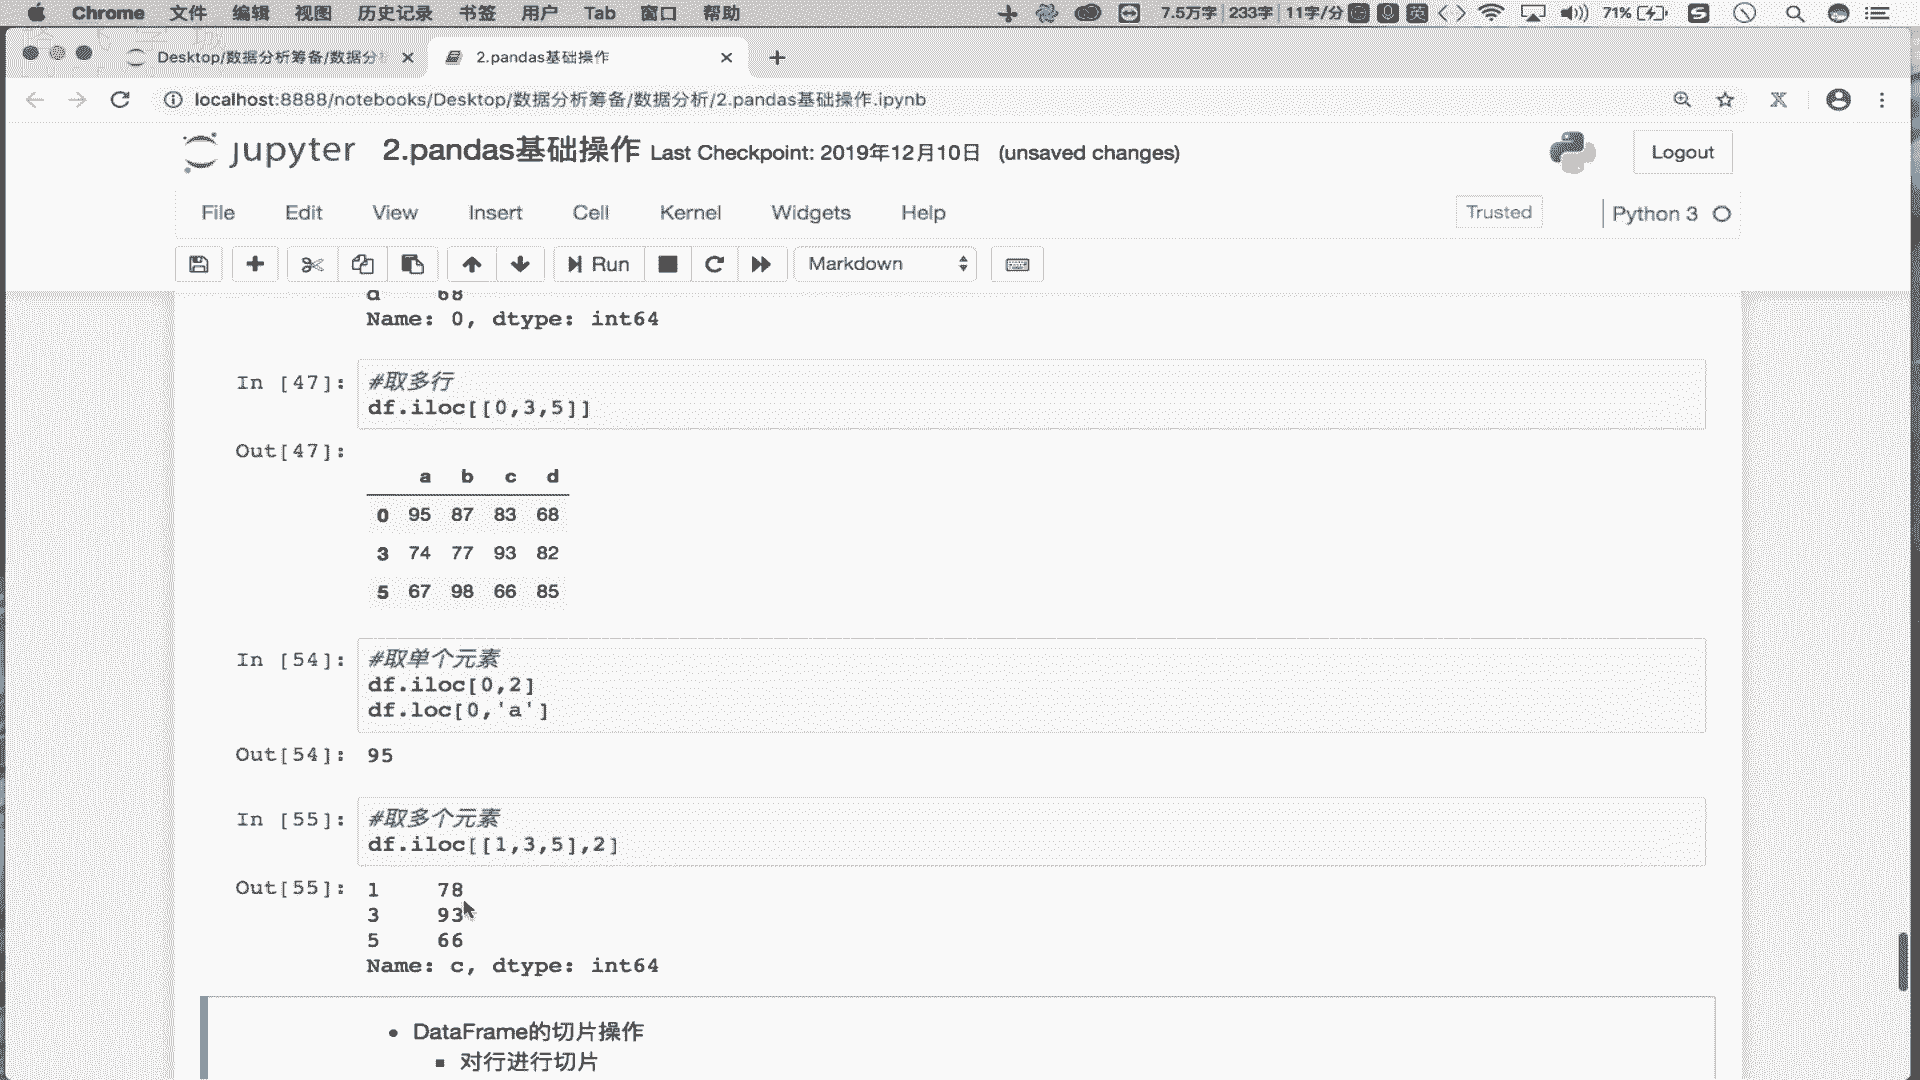 Chrome 文件 编辑 视图 历史记录 书签 用户 Tab 窗口 帮助 7.5万字 233字 11字/分 英 71%
Desktop/数据分析筹备/数据分析 2.pandas基础操作
localhost:8888/notebooks/Desktop/数据分析筹备/数据分析/2.pandas基础操作.ipynb
jupyter 2.pandas基础操作 Last Checkpoint: 2019年12月10日 (unsaved changes) Logout
File Edit View Insert Cell Kernel Widgets Help Trusted Python 3
Run Markdown
d 68
Name: 0, dtype: int64
In [47]: #取多行
df.iloc[[0,3,5]]
Out[47]:
a b c d
0 95 87 83 68
3 74 77 93 82
5 67 98 66 85
In [54]: #取单个元素
df.iloc[0,2]
df.loc[0,'a']
Out[54]: 95
In [55]: #取多个元素
df.iloc[[1,3,5],2]
Out[55]: 1 78
3 93
5 66
Name: c, dtype: int64
• DataFrame的切片操作
▪ 对行进行切片